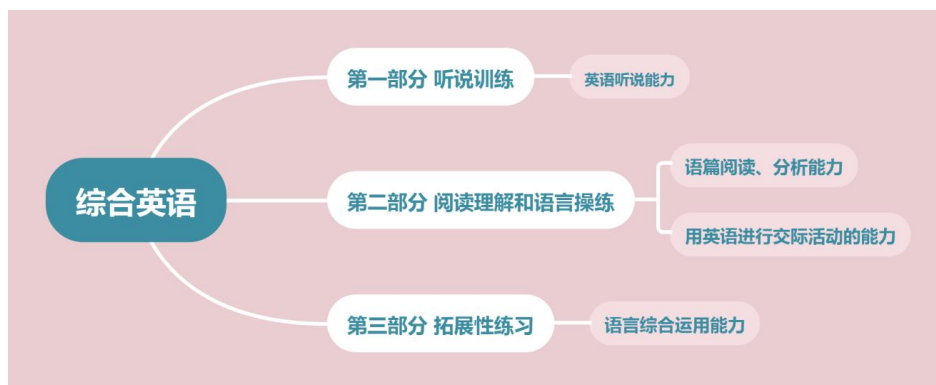 综合英语
第一部分 听说训练
英语听说能力
第二部分 阅读理解和语言操练
语篇阅读、分析能力
用英语进行交际活动的能力
第三部分 拓展性练习
语言综合运用能力